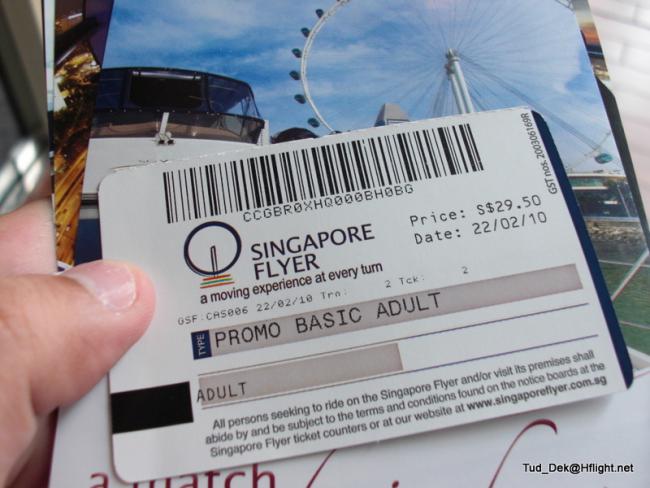 CCGBR0XHQ000BH0BG
GST nos. 200306169R
Price: S$29.50
Date: 22/02/10
SINGAPORE
FLYER
a moving experience at every turn
GSF:CAS006 22/02/10 Trn: 2 Tck: 2
TYPE PROMO BASIC ADULT
ADULT
All persons seeking to ride on the Singapore Flyer and/or visit its premises shall
abide by and be subject to the terms and conditions found on the notice boards at the
Singapore Flyer ticket counters or at our website at www.singaporeflyer.com.sg
a match
Tud_Dek@Hflight.net